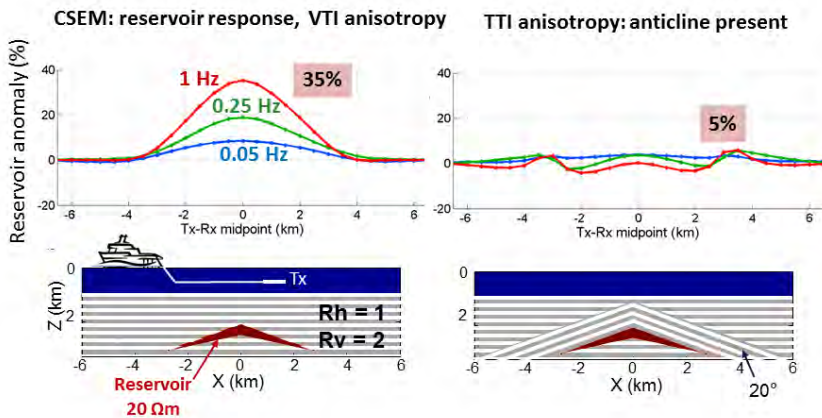 CSEM: reservoir response, VTI anisotropy
TTI anisotropy: anticline present
Reservoir anomaly (%)
40
20
0
-20
1 Hz
35%
0.25 Hz
0.05 Hz
-6 -4 -2 0 2 4 6
Tx-Rx midpoint (km)
40
20
0
-20
5%
-6 -4 -2 0 2 4 6
Tx-Rx midpoint (km)
Z (km)
0
2
Tx
Rh = 1
Rv = 2
-6 -4 -2 0 2 4 6
X (km)
Reservoir
20 Ωm
0
2
-6 -4 -2 0 2 4 6
X (km)
20°